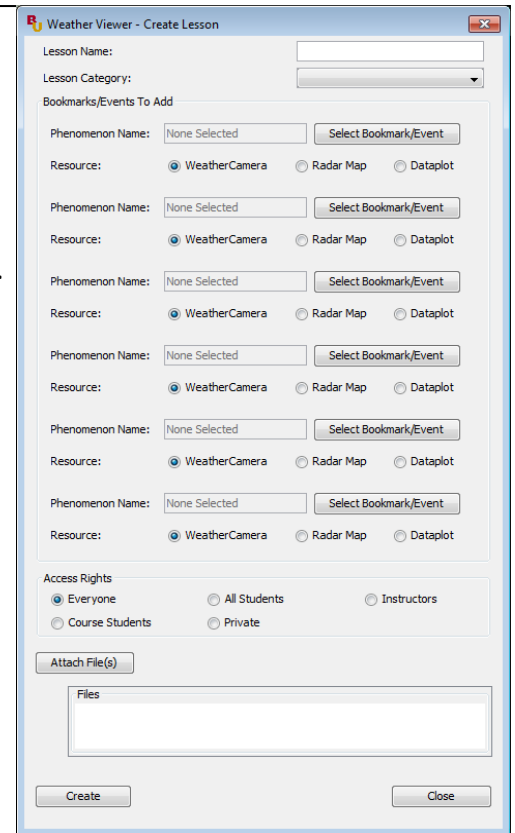 BU Weather Viewer - Create Lesson
Lesson Name:
Lesson Category:
Bookmarks/Events To Add
Phenomenon Name: None Selected Select Bookmark/Event
Resource: WeatherCamera Radar Map Dataplot
Phenomenon Name: None Selected Select Bookmark/Event
Resource: WeatherCamera Radar Map Dataplot
Phenomenon Name: None Selected Select Bookmark/Event
Resource: WeatherCamera Radar Map Dataplot
Phenomenon Name: None Selected Select Bookmark/Event
Resource: WeatherCamera Radar Map Dataplot
Phenomenon Name: None Selected Select Bookmark/Event
Resource: WeatherCamera Radar Map Dataplot
Phenomenon Name: None Selected Select Bookmark/Event
Resource: WeatherCamera Radar Map Dataplot
Access Rights
Everyone All Students Instructors
Course Students Private
Attach File(s)
Files
Create Close